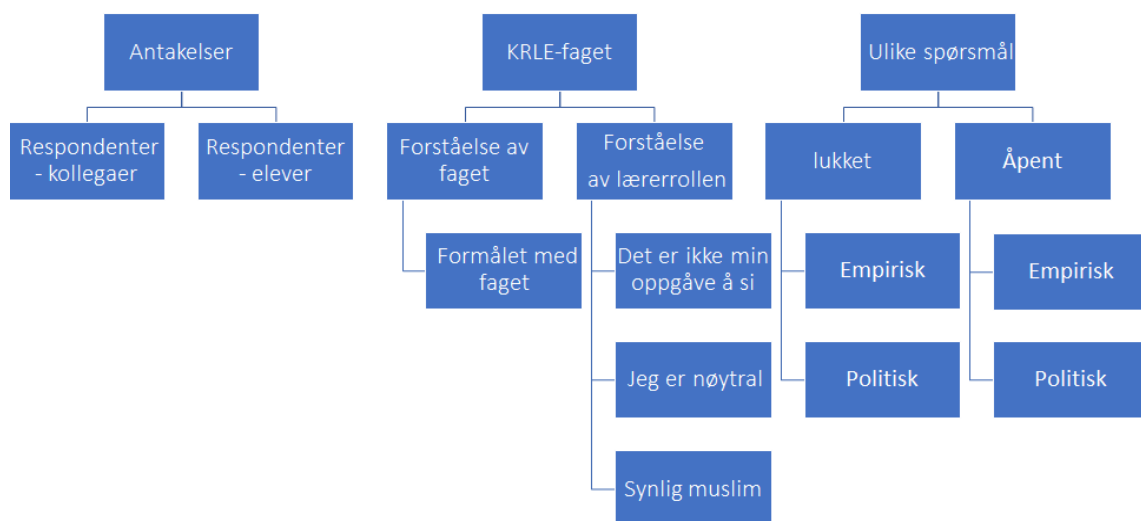 Antakelser
KRLE-faget
Ulike spørsmål
Respondenter
- kollegaer
Respondenter
- elever
Forståelse av
faget
Forståelse
av lærerrollen
lukket
Åpent
Formålet med
faget
Det er ikke min
oppgåve å si
Empirisk
Empirisk
Jeg er nøytral
Politisk
Politisk
Synlig muslim